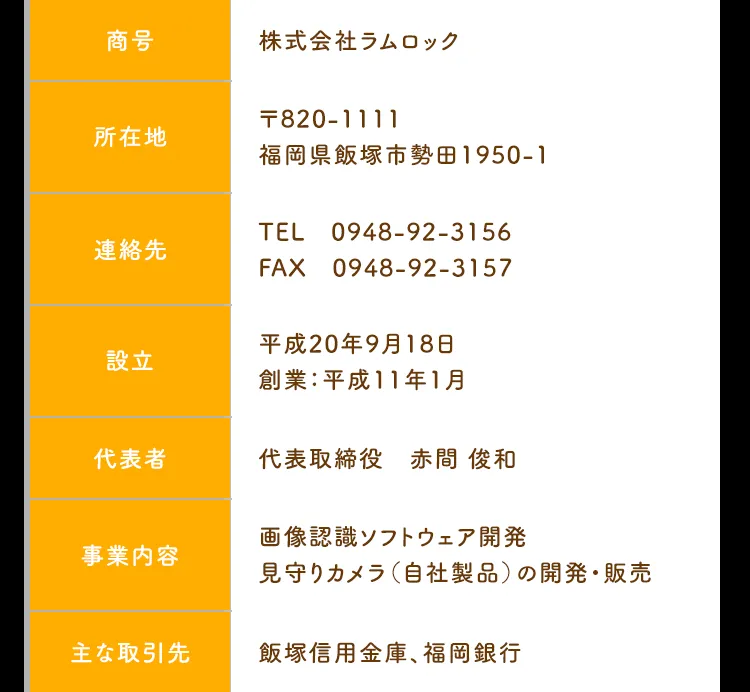 商号
株式会社ラムロック
所在地
〒820-1111
福岡県飯塚市勢田1950-1
連絡先
TEL　0948-92-3156
FAX　0948-92-3157
設立
平成20年9月18日
創業：平成11年1月
代表者
代表取締役　赤間 俊和
事業内容
画像認識ソフトウェア開発
見守りカメラ（自社製品）の開発・販売
主な取引先
飯塚信用金庫、福岡銀行